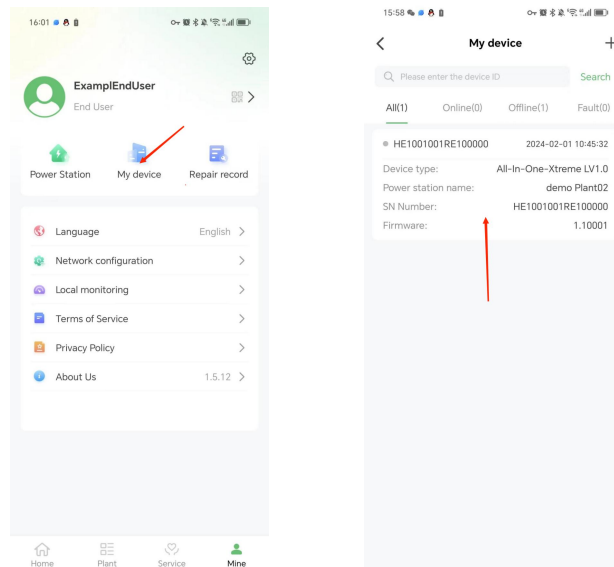 16:01
ExamplEndUser
End User
Power Station
My device
Repair record
Language English
Network configuration
Local monitoring
Terms of Service
Privacy Policy
About Us 1.5.12
Home
Plant
Service
Mine
15:58
My device
Please enter the device ID
Search
All(1)
Online(0)
Offline(1)
Fault(0)
HE1001001RE100000 2024-02-01 10:45:32
Device type: All-In-One-Xtreme LV1.0
Power station name: demo Plant02
SN Number: HE1001001RE100000
Firmware: 1.10001